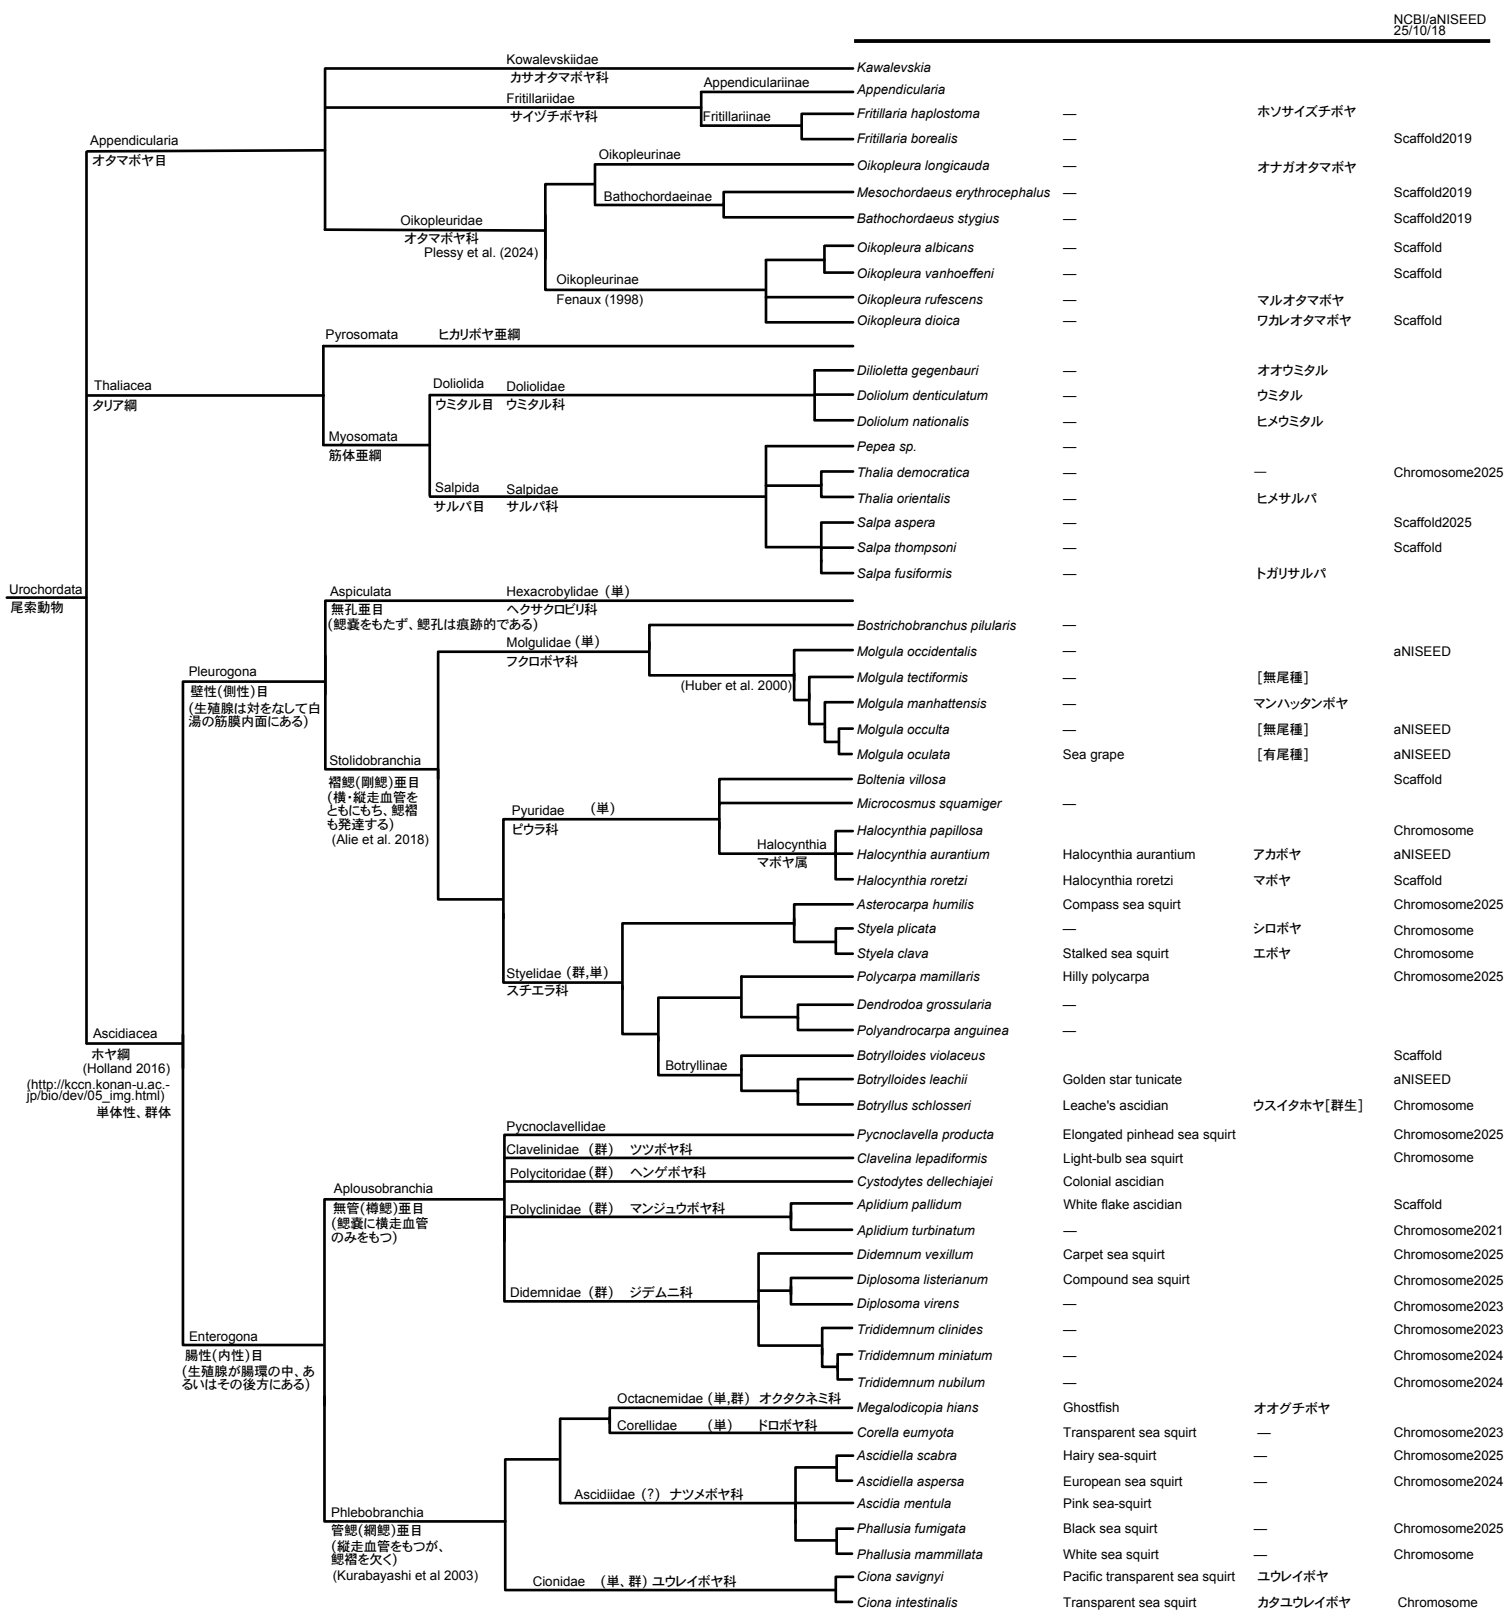 NCBI/aNISEED
25/10/18
Kowalevskiidae
カサオタマボヤ科
Kawalevskia
Appendiculariinae
Appendicularia
Fritillariidae
サイヅチボヤ科
Fritillariinae
Fritillaria haplostoma — ホソサイズチボヤ
Fritillaria borealis — Scaffold2019
Appendicularia
オタマボヤ目
Oikopleurinae
Oikopleura longicauda — オナガオタマボヤ
Bathochordaeinae
Mesochordaeus erythrocephalus — Scaffold2019
Bathochordaeus stygius — Scaffold2019
Oikopleuridae
オタマボヤ科
Plessy et al. (2024)
Oikopleura albicans — Scaffold
Oikopleura vanhoeffeni — Scaffold
Oikopleurinae
Fenaux (1998)
Oikopleura rufescens — マルオタマボヤ
Oikopleura dioica — ワカレオタマボヤ Scaffold
Pyrosomata ヒカリボヤ亜綱
Thaliacea
タリア綱
Doliolida Doliolidae
ウミタル目 ウミタル科
Dilioletta gegenbauri — オオウミタル
Doliolum denticulatum — ウミタル
Doliolum nationalis — ヒメウミタル
Myosomata
筋体亜綱
Pepea sp. —
Thalia democratica — — Chromosome2025
Salpida Salpidae
サルパ目 サルパ科
Thalia orientalis — ヒメサルパ
Salpa aspera — Scaffold2025
Salpa thompsoni — Scaffold
Salpa fusiformis — トガリサルパ
Urochordata
尾索動物
Aspiculata
無孔亜目
(鰓嚢をもたず、鰓孔は痕跡的である)
Hexacrobylidae (単)
ヘクサクロビリ科
Bostrichobranchus pilularis —
Molgulidae (単)
フクロボヤ科
(Huber et al. 2000)
Molgula occidentalis — aNISEED
Molgula tectiformis — [無尾種]
Molgula manhattensis — マンハッタンボヤ
Molgula occulta — [無尾種] aNISEED
Molgula oculata Sea grape [有尾種] aNISEED
Pleurogona
壁性(側性)目
(生殖腺は対をなして白
湯の筋膜内面にある)
Stolidobranchia
褶鰓(剛鰓)亜目
(横・縦走血管を
ともにもち、鰓褶
も発達する)
(Alie et al. 2018)
Boltenia villosa Scaffold
Microcosmus squamiger —
Pyuridae (単)
ピウラ科
Halocynthia
マボヤ属
Halocynthia papillosa Chromosome
Halocynthia aurantium Halocynthia aurantium アカボヤ aNISEED
Halocynthia roretzi Halocynthia roretzi マボヤ Scaffold
Asterocarpa humilis Compass sea squirt Chromosome2025
Styela plicata — シロボヤ Chromosome
Styela clava Stalked sea squirt エボヤ Chromosome
Styelidae (群,単)
スチエラ科
Polycarpa mamillaris Hilly polycarpa Chromosome2025
Dendrodoa grossularia —
Polyandrocarpa anguinea —
Botryllinae
Botrylloides violaceus Scaffold
Botrylloides leachii Golden star tunicate aNISEED
Botryllus schlosseri Leache's ascidian ウスイタホヤ[群生] Chromosome
Ascidiacea
ホヤ綱
(Holland 2016)
(http://kccn.konan-u.ac.-
jp/bio/dev/05_img.html)
単体性、群体
Pycnoclavellidae
Pycnoclavella producta Elongated pinhead sea squirt Chromosome2025
Clavelinidae (群) ツツボヤ科
Clavelina lepadiformis Light-bulb sea squirt Chromosome
Polycitoridae (群) ヘンゲボヤ科
Cystodytes dellechiajei Colonial ascidian
Aplousobranchia
無管(樽鰓)亜目
(鰓嚢に横走血管
のみをもつ)
Polyclinidae (群) マンジュウボヤ科
Aplidium pallidum White flake ascidian Scaffold
Aplidium turbinatum — Chromosome2021
Didemnidae (群) ジデムニ科
Didemnum vexillum Carpet sea squirt Chromosome2025
Diplosoma listerianum Compound sea squirt Chromosome2025
Diplosoma virens — Chromosome2023
Trididemnum clinides — Chromosome2023
Trididemnum miniatum — Chromosome2024
Trididemnum nubilum — Chromosome2024
Enterogona
腸性(内性)目
(生殖腺が腸環の中、あ
るいはその後方にある)
Octacnemidae (単,群) オクタクネミ科
Megalodicopia hians Ghostfish オオグチボヤ
Corellidae (単) ドロボヤ科
Corella eumyota Transparent sea squirt — Chromosome2023
Ascidiella scabra Hairy sea-squirt — Chromosome2025
Ascidiella aspersa European sea squirt — Chromosome2024
Ascidiidae (?) ナツメボヤ科
Ascidia mentula Pink sea-squirt
Phallusia fumigata Black sea squirt — Chromosome2025
Phallusia mammillata White sea squirt — Chromosome
Phlebobranchia
管鰓(網鰓)亜目
(縦走血管をもつが、
鰓褶を欠く)
(Kurabayashi et al 2003)
Cionidae (単、群) ユウレイボヤ科
Ciona savignyi Pacific transparent sea squirt ユウレイボヤ
Ciona intestinalis Transparent sea squirt カタユウレイボヤ Chromosome